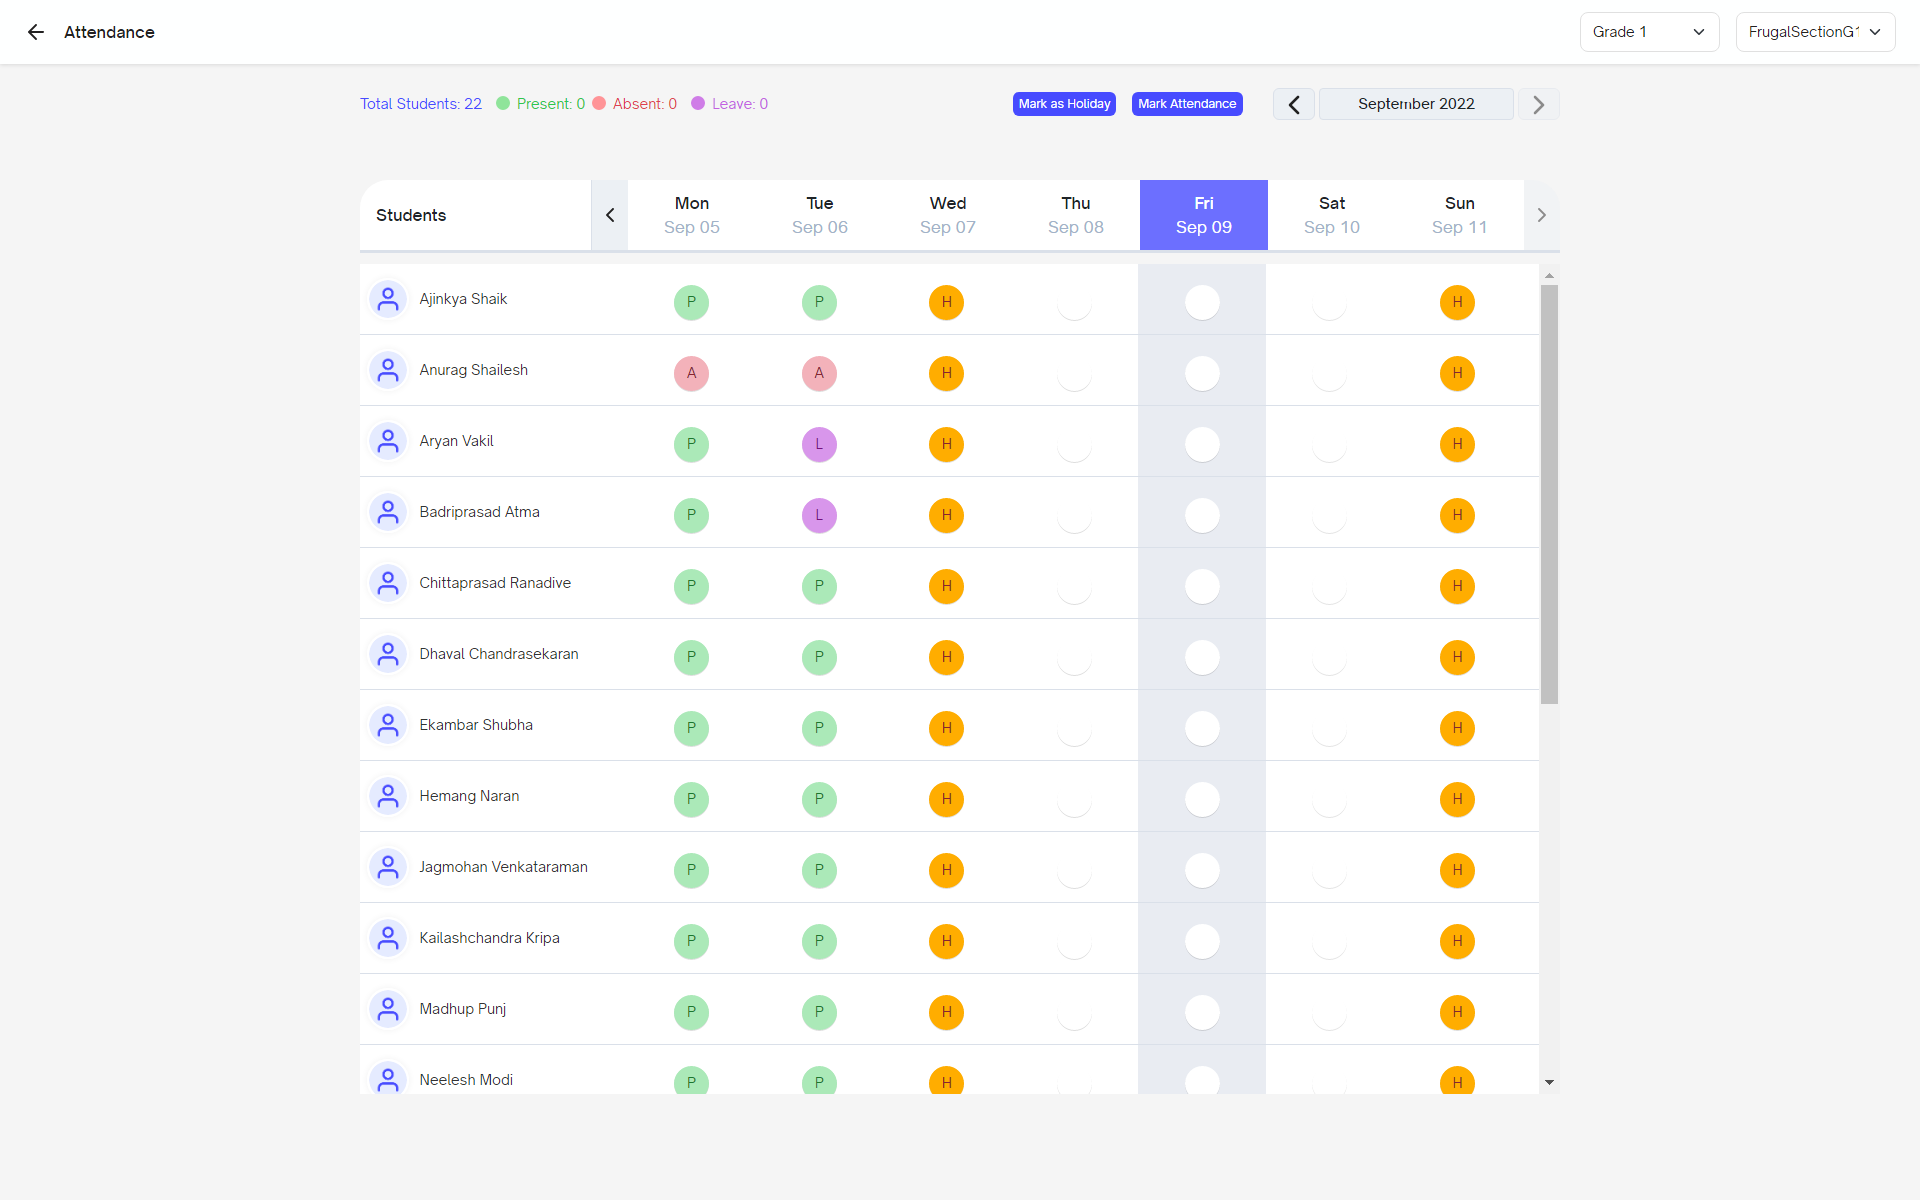 Attendance
Grade 1
FrugalSectionG1
Total Students: 22 Present: 0 Absent: 0 Leave: 0
Mark as Holiday
Mark Attendance
September 2022
Students
Mon Tue Wed Thu Fri Sat Sun
Sep 05 Sep 06 Sep 07 Sep 08 Sep 09 Sep 10 Sep 11
Ajinkya Shaik P P H H
Anurag Shailesh A A H H
Aryan Vakil P L H H
Badriprasad Atma P L H H
Chittaprasad Ranadive P P H H
Dhaval Chandrasekaran P P H H
Ekambar Shubha P P H H
Hemang Naran P P H H
Jagmohan Venkataraman P P H H
Kailashchandra Kripa P P H H
Madhup Punj P P H H
Neelesh Modi P P H H